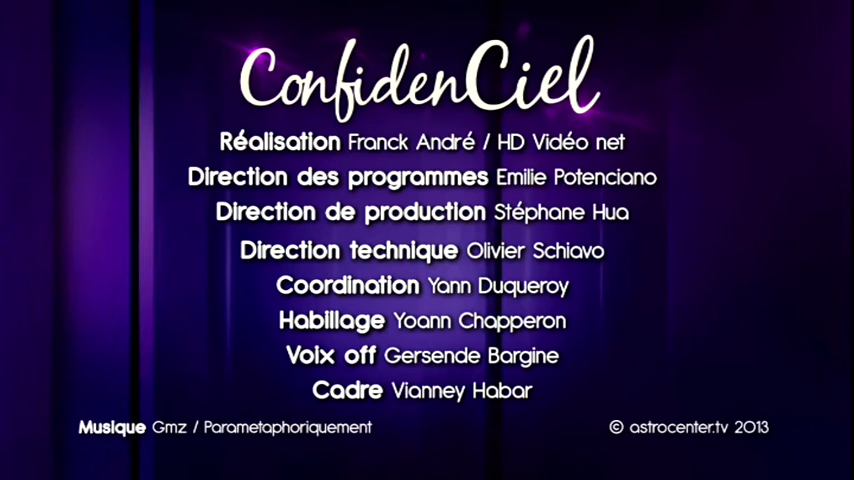 ConfidenCiel
Réalisation Franck André / HD Vidéo net
Direction des programmes Emilie Potenciano
Direction de production Stéphane Hua
Direction technique Olivier Schiavo
Coordination Yann Duqueroy
Habillage Yoann Chapperon
Voix off Gersende Bargine
Cadre Vianney Habar
Musique Gmz / Parametaphoriquement
© astrocenter.tv 2013